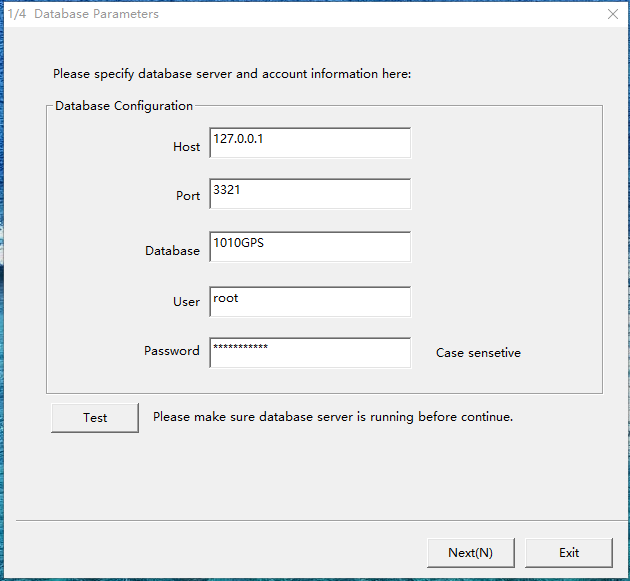 1/4 Database Parameters
Please specify database server and account information here:
Database Configuration
Host 127.0.0.1
Port 3321
Database 1010GPS
User root
Password *********** Case sensetive
Test Please make sure database server is running before continue.
Next(N) Exit